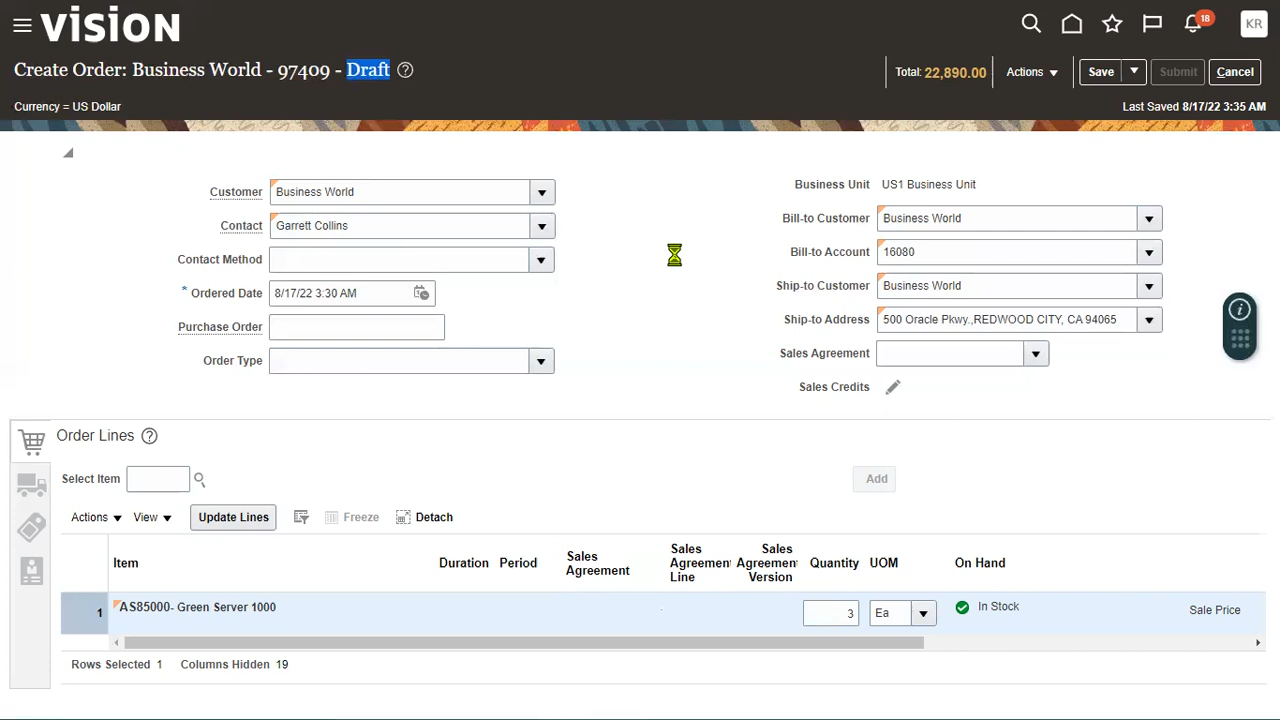 vision
18
KR
Create Order: Business World - 97409 - Draft
Total: 22,890.00
Actions
Save
Submit
Cancel
Currency = US Dollar
Last Saved 8/17/22 3:35 AM
Customer Business World
Contact Garrett Collins
Contact Method
* Ordered Date 8/17/22 3:30 AM
Purchase Order
Order Type
Business Unit US1 Business Unit
Bill-to Customer Business World
Bill-to Account 16080
Ship-to Customer Business World
Ship-to Address 500 Oracle Pkwy.,REDWOOD CITY, CA 94065
Sales Agreement
Sales Credits
Order Lines
Select Item
Add
Actions View Update Lines Freeze Detach
Item
Duration
Period
Sales
Agreement
Sales
Agreement
Line
Sales
Agreement
Version
Quantity
UOM
On Hand
1 AS85000- Green Server 1000 3 Ea In Stock Sale Price
Rows Selected 1 Columns Hidden 19